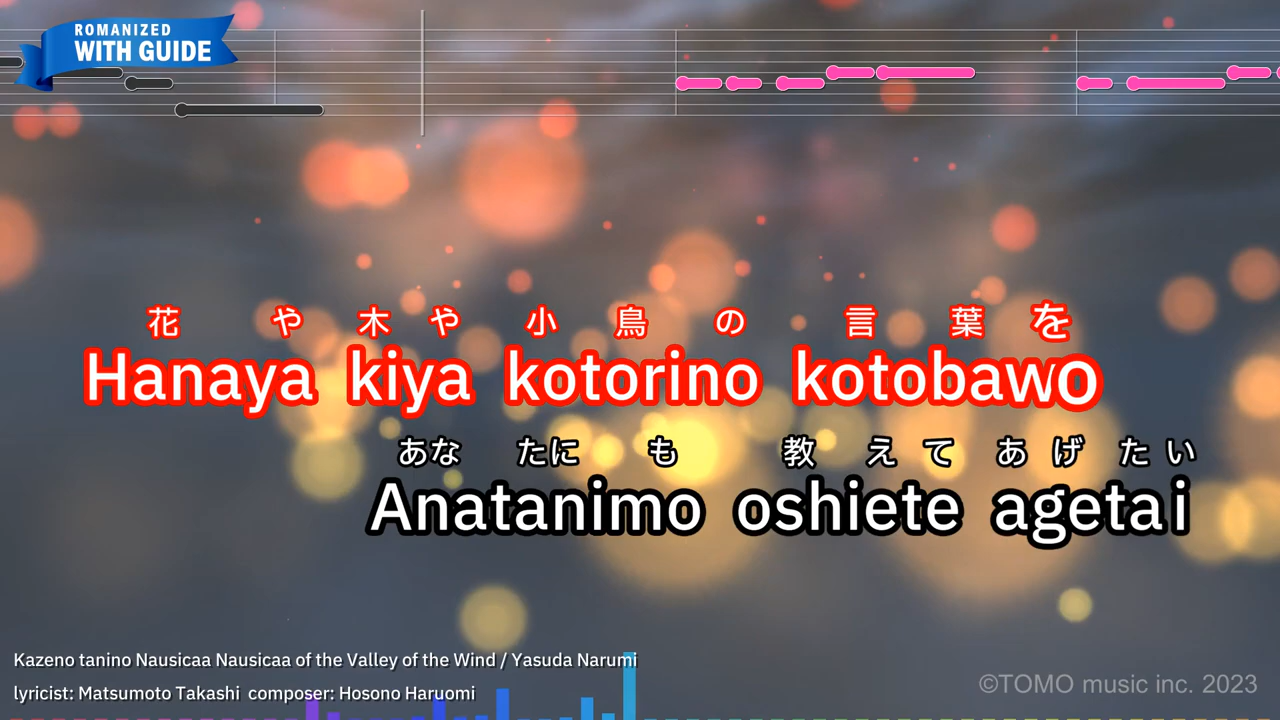 ROMANIZED
WITH GUIDE
花や木や小鳥の言葉を
Hanaya kiya kotorino kotobawo
あなたにも教えてあげたい
Anatanimo oshiete agetai
Kazeno tanino Nausicaa Nausicaa of the Valley of the Wind / Yasuda Narumi
lyricist: Matsumoto Takashi composer: Hosono Haruomi
©TOMO music inc. 2023